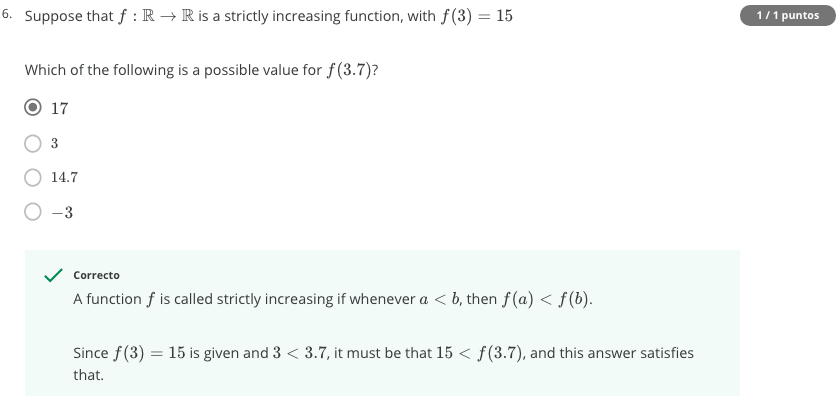 6. Suppose that f : ℝ → ℝ is a strictly increasing function, with f(3) = 15
1 / 1 puntos
Which of the following is a possible value for f(3.7)?
17
3
14.7
−3
Correcto
A function f is called strictly increasing if whenever a < b, then f(a) < f(b).
Since f(3) = 15 is given and 3 < 3.7, it must be that 15 < f(3.7), and this answer satisfies
that.